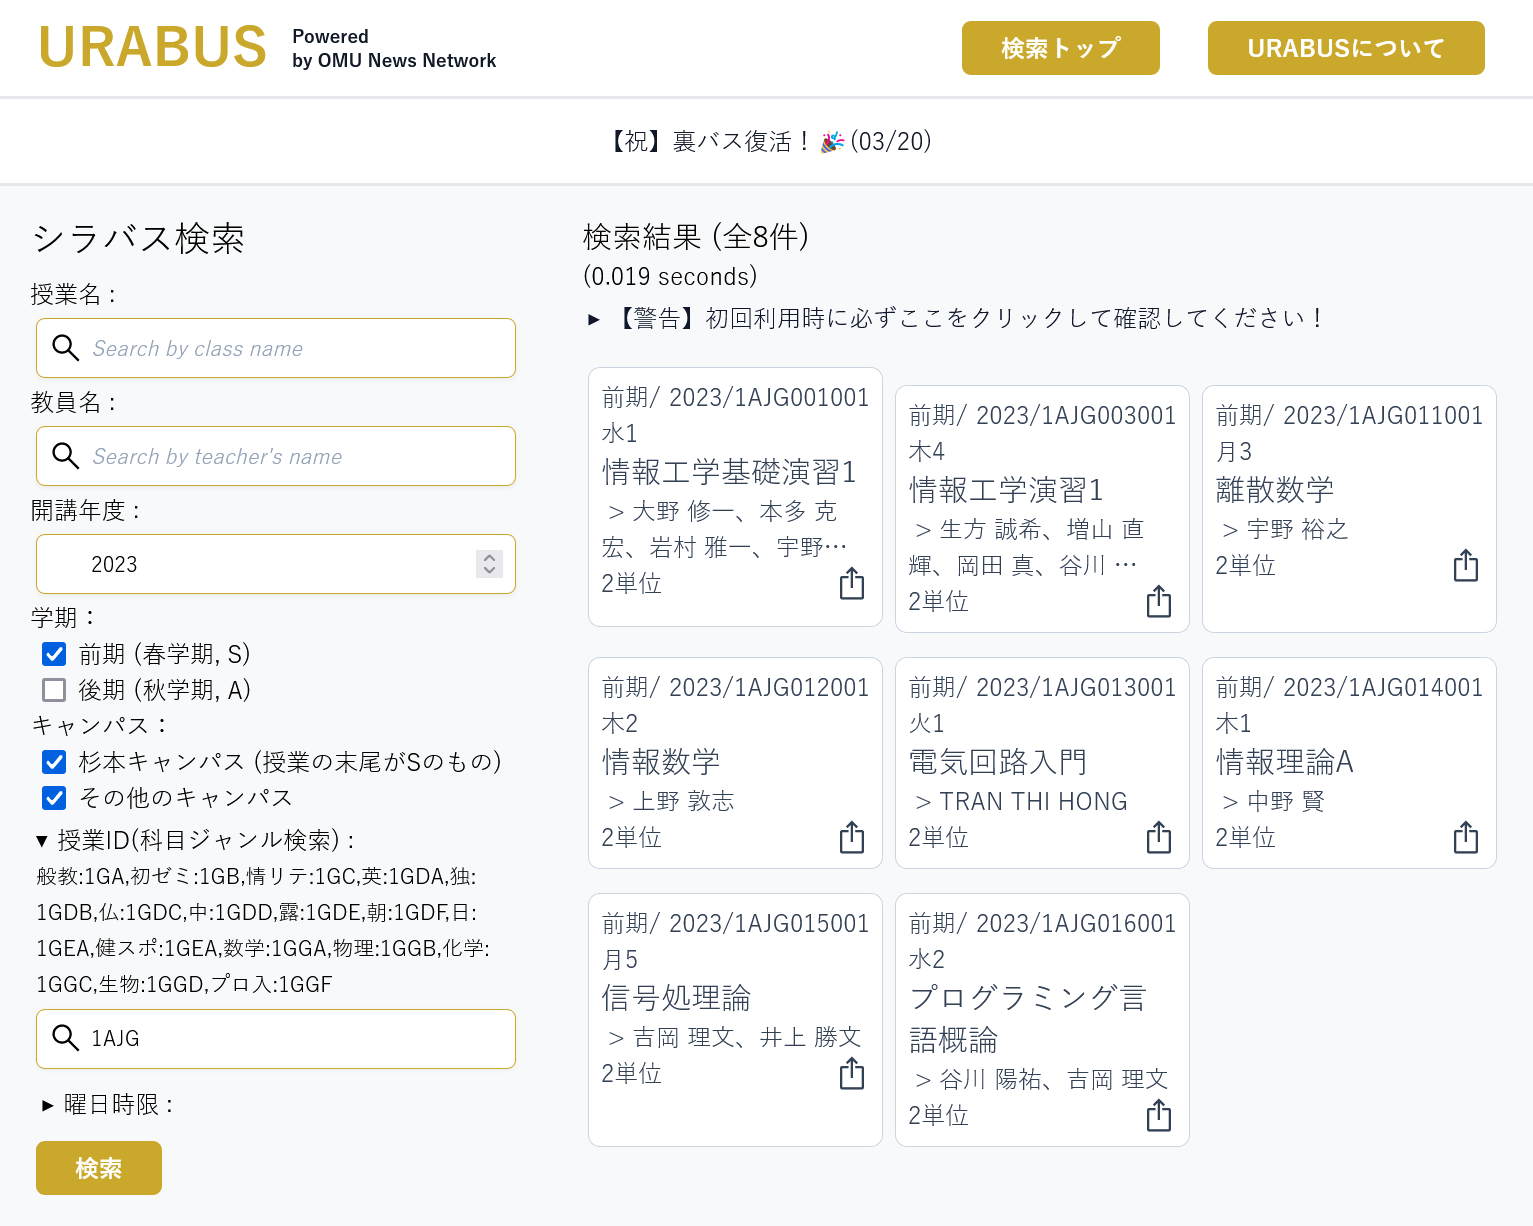 URABUS
Powered
by OMU News Network
検索トップ
URABUSについて
【祝】裏バス復活！🎉(03/20)
シラバス検索
授業名 :
Search by class name
教員名 :
Search by teacher's name
開講年度 :
2023
学期：
前期 (春学期, S)
後期 (秋学期, A)
キャンパス：
杉本キャンパス (授業の末尾がSのもの)
その他のキャンパス
▼ 授業ID(科目ジャンル検索) :
般教:1GA,初ゼミ:1GB,情リテ:1GC,英:1GDA,独:
1GDB,仏:1GDC,中:1GDD,露:1GDE,朝:1GDF,日:
1GEA,健スポ:1GEA,数学:1GGA,物理:1GGB,化学:
1GGC,生物:1GGD,プロ入:1GGF
1AJG
▶ 曜日時限 :
検索
検索結果 (全8件)
(0.019 seconds)
▶ 【警告】初回利用時に必ずここをクリックして確認してください！
前期/ 2023/1AJG001001
水1
情報工学基礎演習1
＞大野 修一、本多 克
宏、岩村 雅一、宇野…
2単位
前期/ 2023/1AJG003001
木4
情報工学演習1
＞生方 誠希、増山 直
輝、岡田 真、谷川 …
2単位
前期/ 2023/1AJG011001
月3
離散数学
＞宇野 裕之
2単位
前期/ 2023/1AJG012001
木2
情報数学
＞上野 敦志
2単位
前期/ 2023/1AJG013001
火1
電気回路入門
＞TRAN THI HONG
2単位
前期/ 2023/1AJG014001
木1
情報理論A
＞中野 賢
2単位
前期/ 2023/1AJG015001
月5
信号処理論
＞吉岡 理文、井上 勝文
2単位
前期/ 2023/1AJG016001
水2
プログラミング言
語概論
＞谷川 陽祐、吉岡 理文
2単位